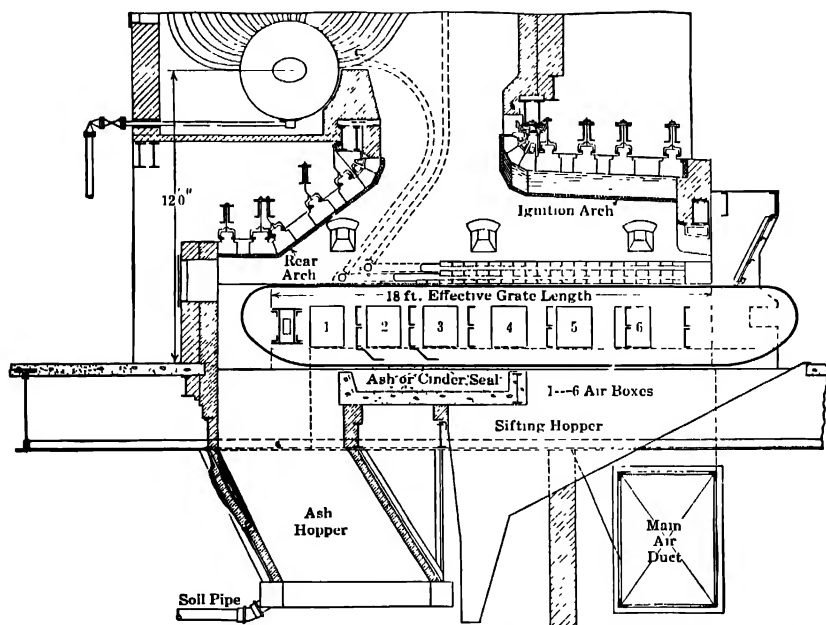 12'0"
Ignition Arch
Rear
Arch
18 ft. Effective Grate Length
1 2 3 4 5 6
Ash or Cinder Seal
1---6 Air Boxes
Sifting Hopper
Ash
Hopper
Main
Air
Duct
Soil Pipe